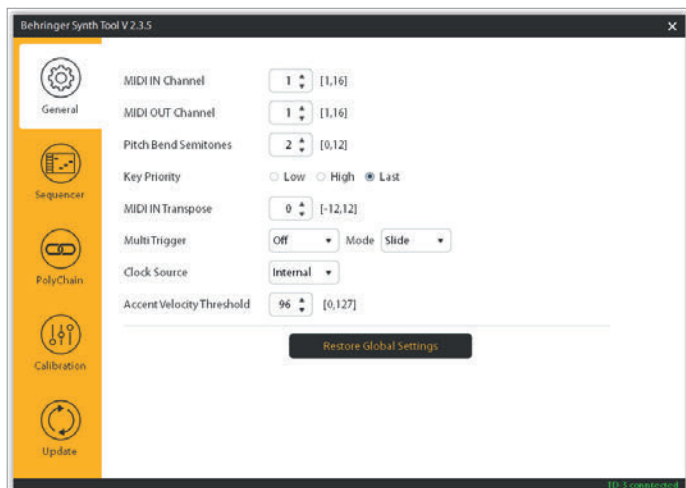 Behringer Synth Tool V 2.3.5
General
Sequencer
PolyChain
Calibration
Update
MIDI IN Channel 1 [1,16]
MIDI OUT Channel 1 [1,16]
Pitch Bend Semitones 2 [0,12]
Key Priority Low High Last
MIDI IN Transpose 0 [-12,12]
Multi Trigger Off Mode Slide
Clock Source Internal
Accent Velocity Threshold 96 [0,127]
Restore Global Settings
TD-3 connected